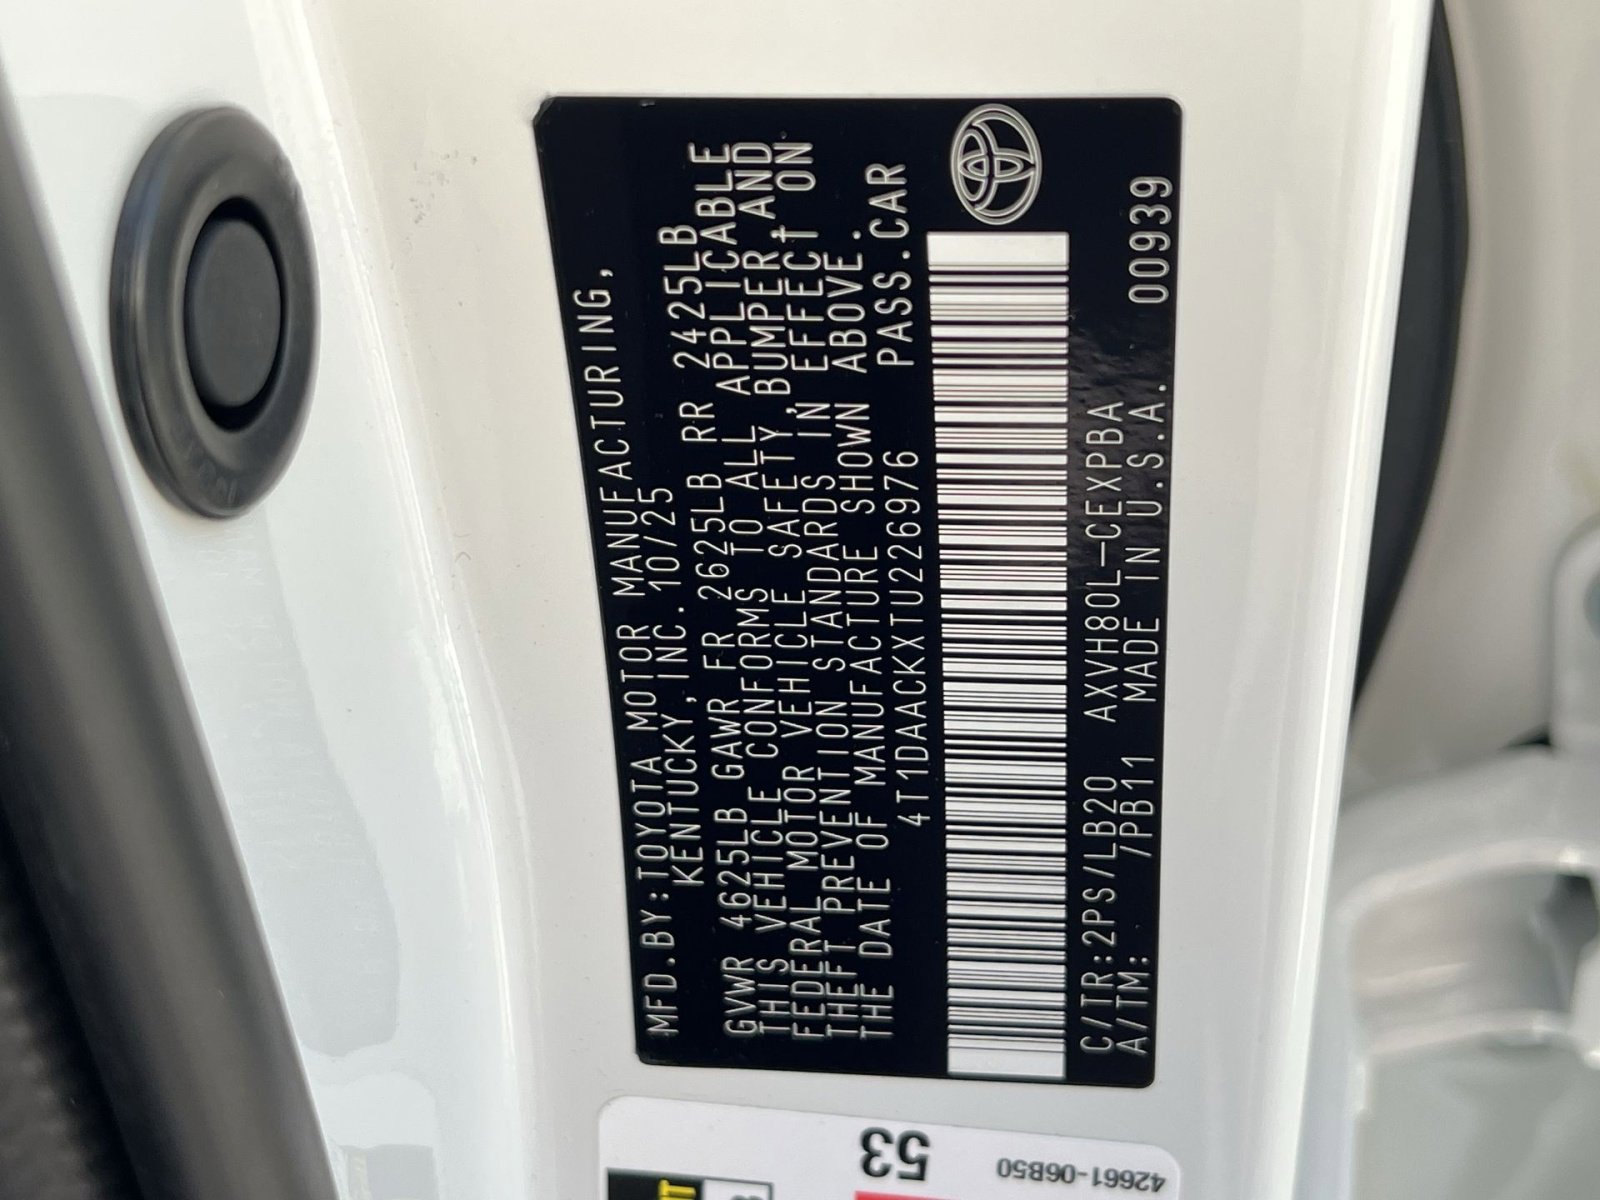 MFD.BY:TOYOTA MOTOR MANUFACTURING,
KENTUCKY, INC. 10/25
GVWR 4625LB GAWR FR 2625LB RR 2425LB
THIS VEHICLE CONFORMS TO ALL APPLICABLE
FEDERAL MOTOR VEHICLE SAFETY, BUMPER, AND
THEFT PREVENTION STANDARDS IN EFFECT ON
THE DATE OF MANUFACTURE SHOWN ABOVE.
4T1DAACKXTU226976 PASS.CAR
C/TR:2PS/LB20 AXVH80L-CEXPBA 00939
A/TM: /PB11 MADE IN U.S.A.
53
42661-06B50